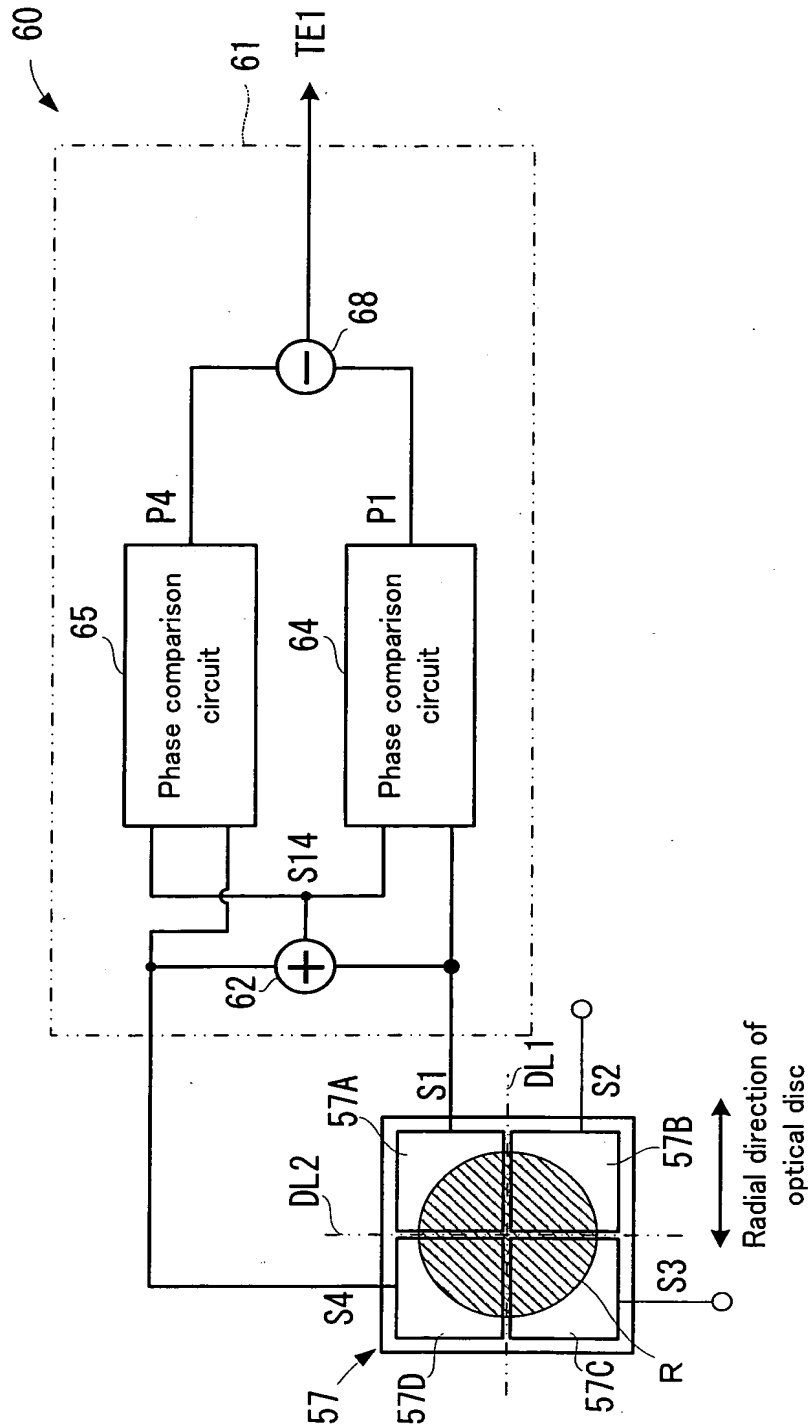 60
61
TE1
68
P4
P1
65
Phase comparison
circuit
64
Phase comparison
circuit
S14
62
S1
DL1
S2
57A
57B
DL2
S4
S3
57
57D
57C
R
Radial direction of
optical disc